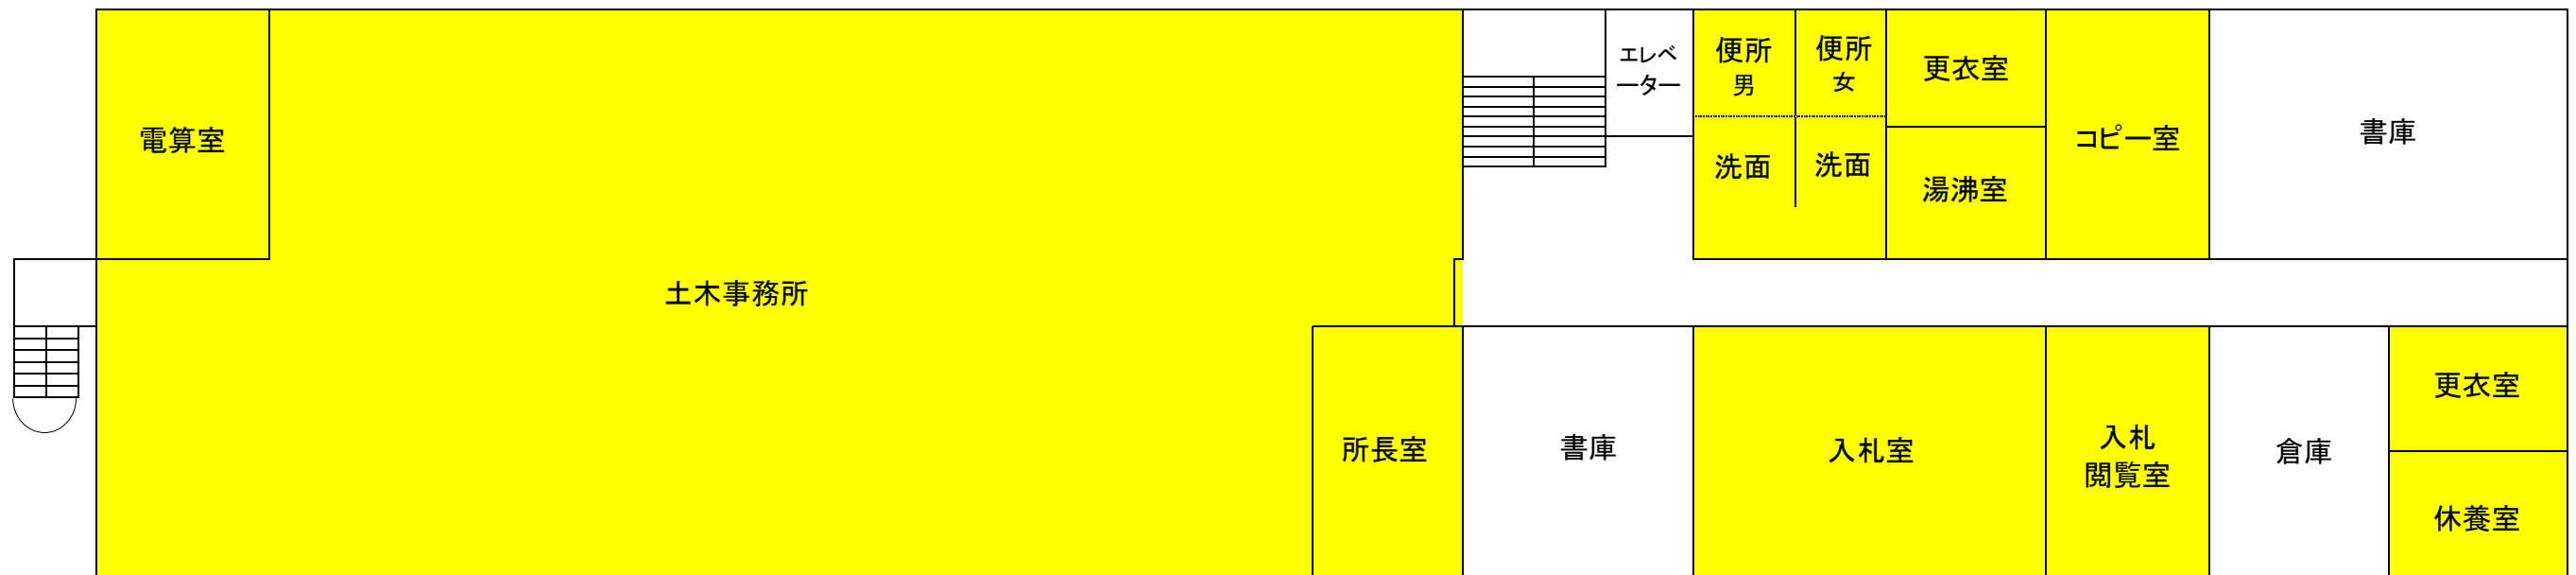 電算室
土木事務所
エレベ
ーター
便所
男
洗面
便所
女
洗面
更衣室
湯沸室
コピー室
書庫
所長室
書庫
入札室
入札
閲覧室
倉庫
更衣室
休養室